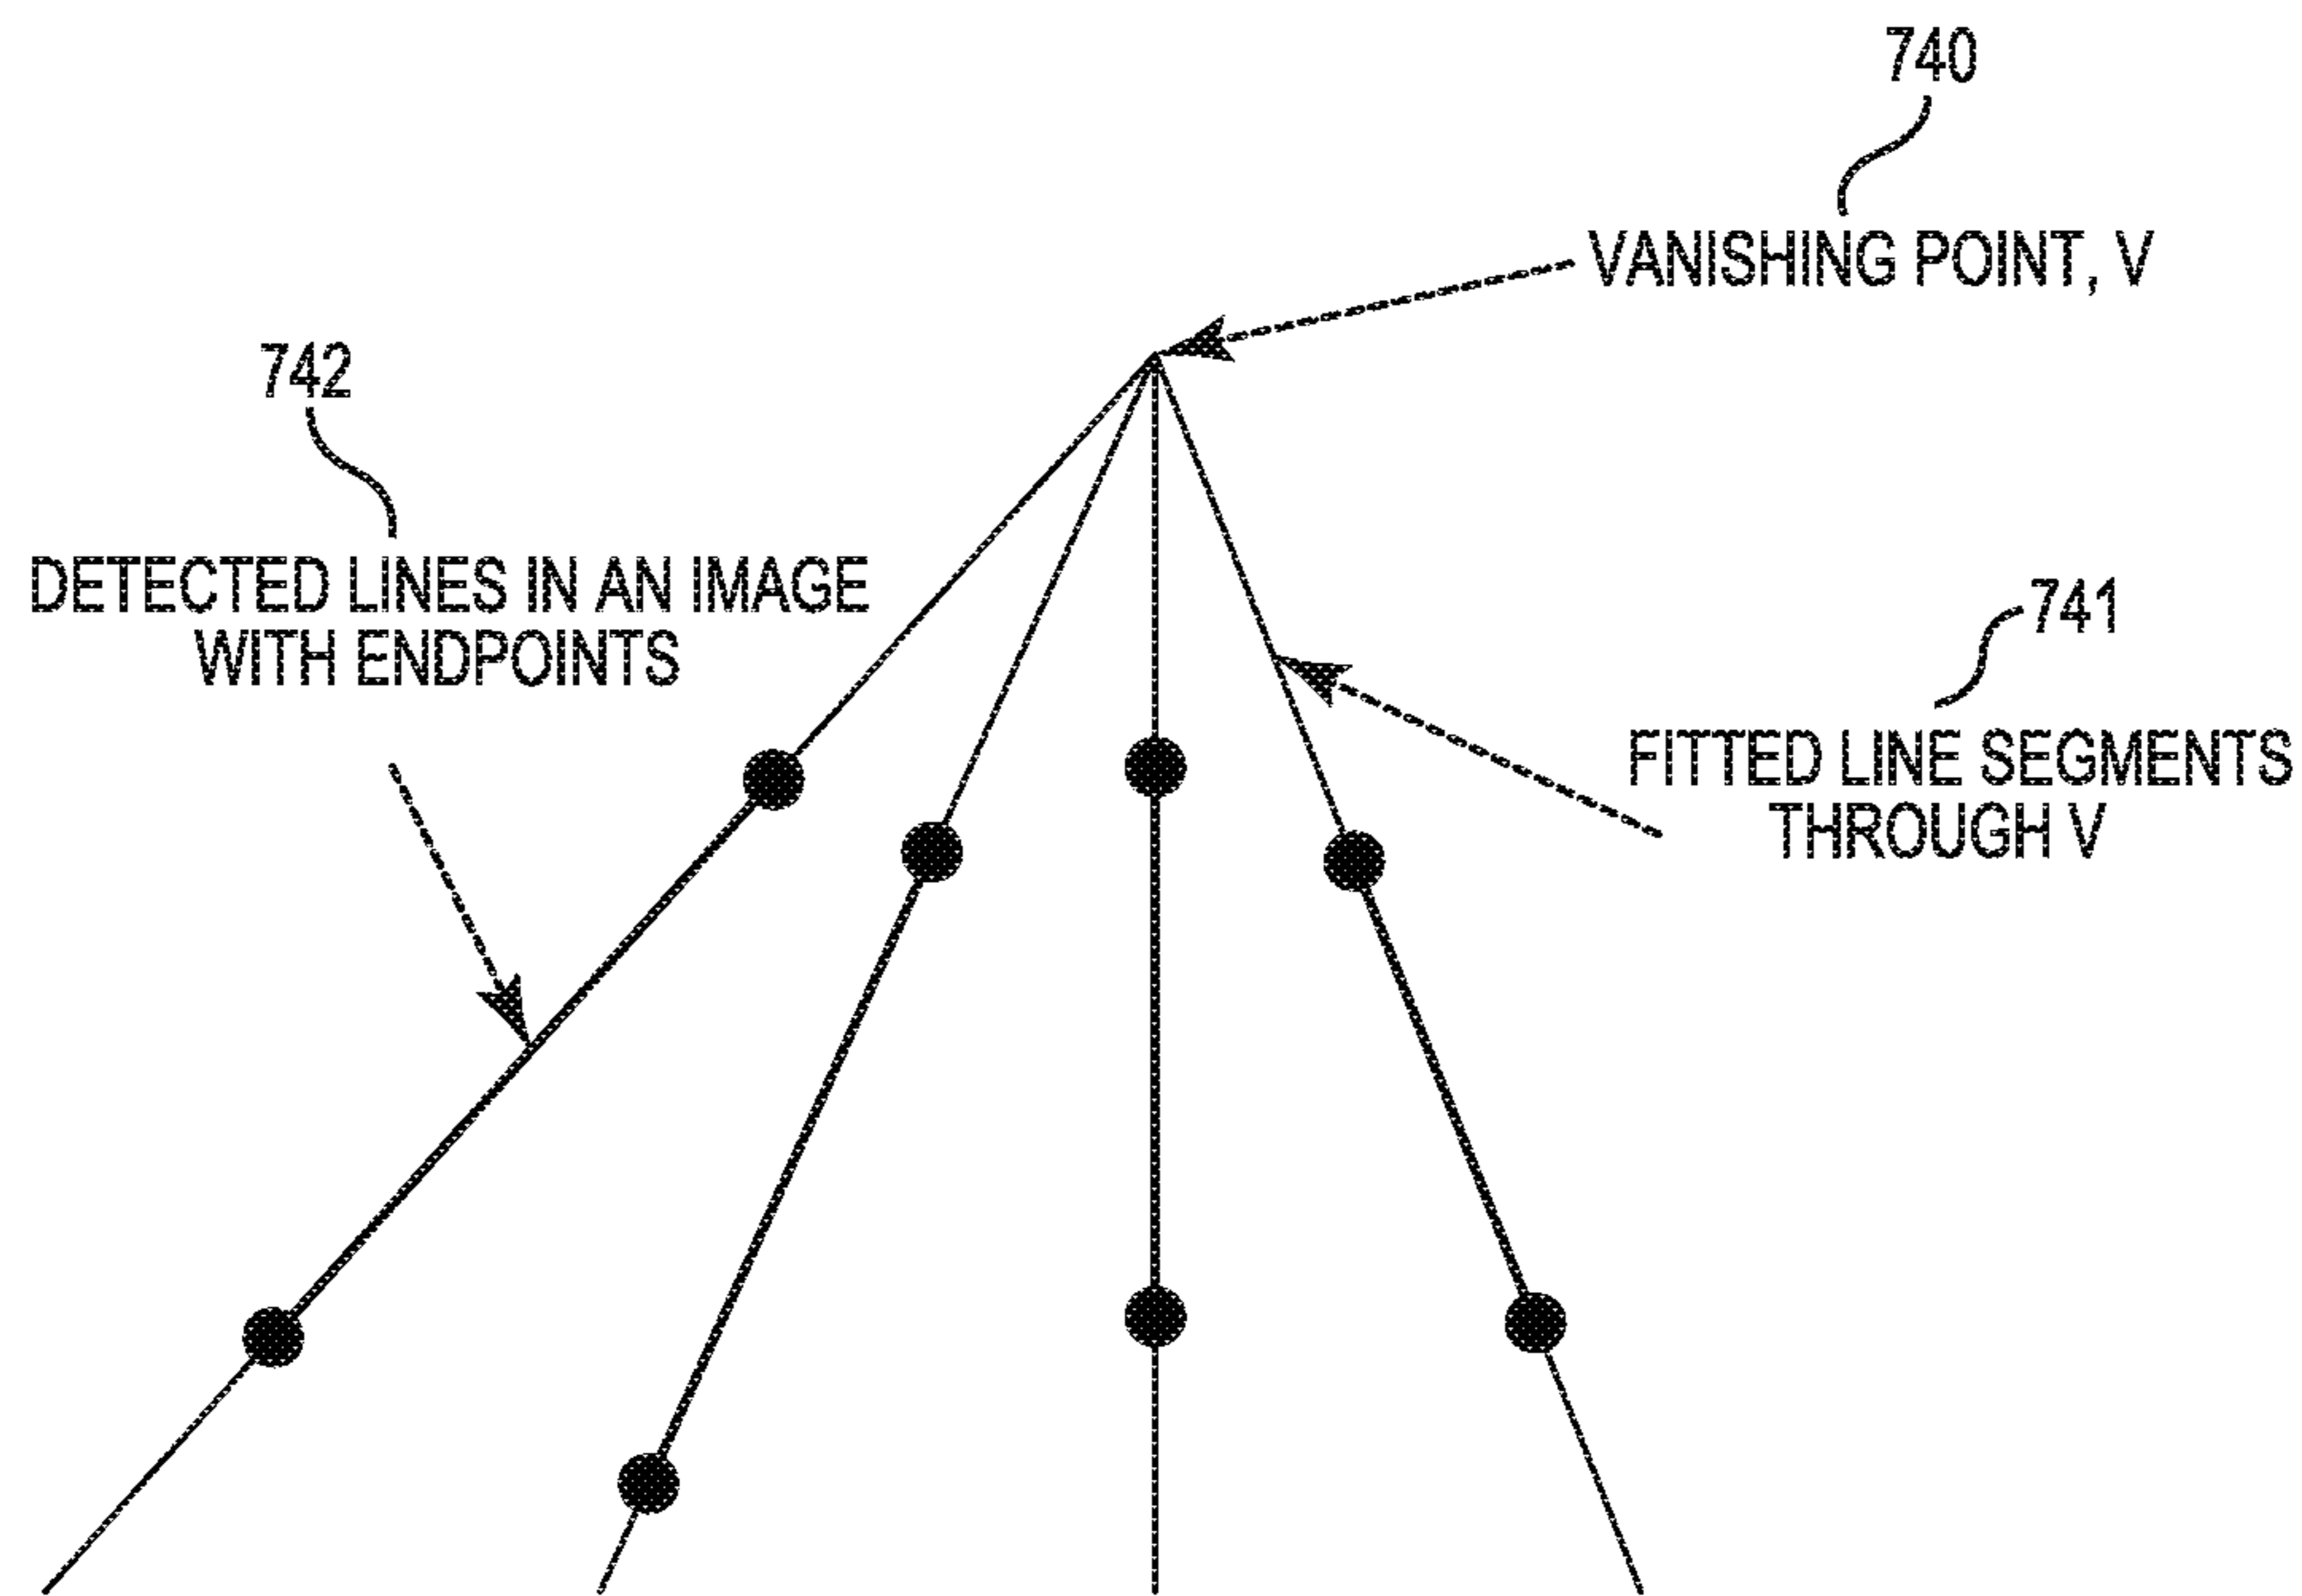 740
VANISHING POINT, V
742
DETECTED LINES IN AN IMAGE
WITH ENDPOINTS
741
FITTED LINE SEGMENTS
THROUGH V